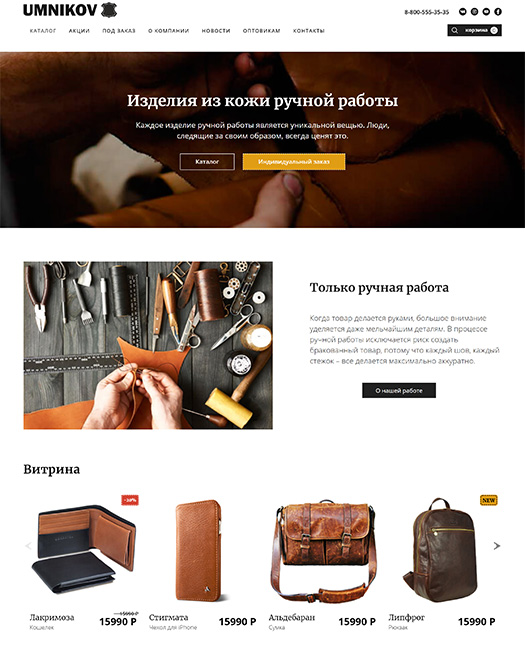 UMNIKOV
8-800-555-35-35
КАТАЛОГ АКЦИИ ПОД ЗАКАЗ О КОМПАНИИ НОВОСТИ ОПТОВИКАМ КОНТАКТЫ
корзина 0
Изделия из кожи ручной работы
Каждое изделие ручной работы является уникальной вещью. Люди,
следящие за своим образом, всегда ценят это.
Каталог Индивидуальный заказ
Только ручная работа
Когда товар делается руками, большое внимание
уделяется даже мельчайшим деталям. В процессе
ручной работы исключается риск создать
бракованный товар, потому что каждый шов, каждый
стежок – все делается максимально аккуратно.
О нашей работе
Витрина
NEW
Лакримоза 15990 Р
Кошелек 15990 Р
Стигмата
Чехол для iPhone 15990 Р
Альдебаран
Сумка 15990 Р
Липфрог
Рюкзак 15990 Р